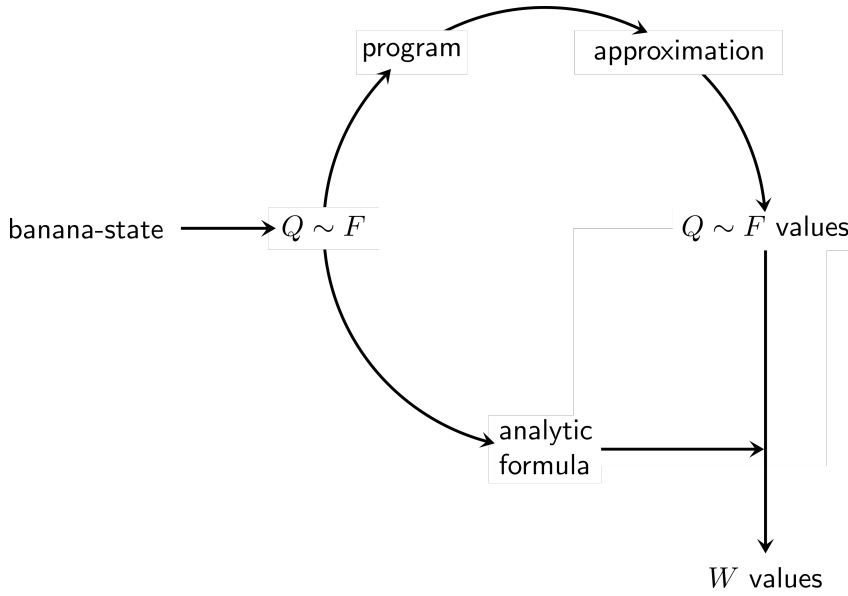 program
approximation
banana-state
Q ∼ F
Q ∼ F values
analytic
formula
W values